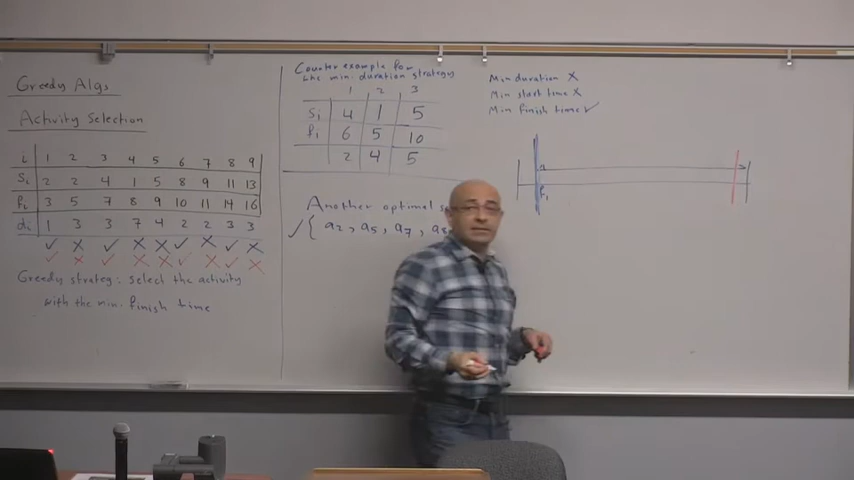 Greedy Algs.
Activity Selection
i 1 2 3 4 5 6 7 8 9
Si 2 2 4 1 5 8 9 11 13
fi 3 5 7 8 9 10 11 14 16
di 1 3 3 7 4 2 2 3 3
✓ ✗ ✓ ✗ ✗ ✓ ✗ ✓ ✗
✓ ✗ ✓ ✗ ✗ ✓ ✗ ✓ ✗
Greedy strateg: select the activity
with the min. finish time
Counter example for
the min. duration strategy
1 2 3
Si 4 1 5
fi 6 5 10
2 4 5
Another optimal
✓ { a2, a5, a7, a8
Min duration ✗
Min start time ✗
Min finish time ✓